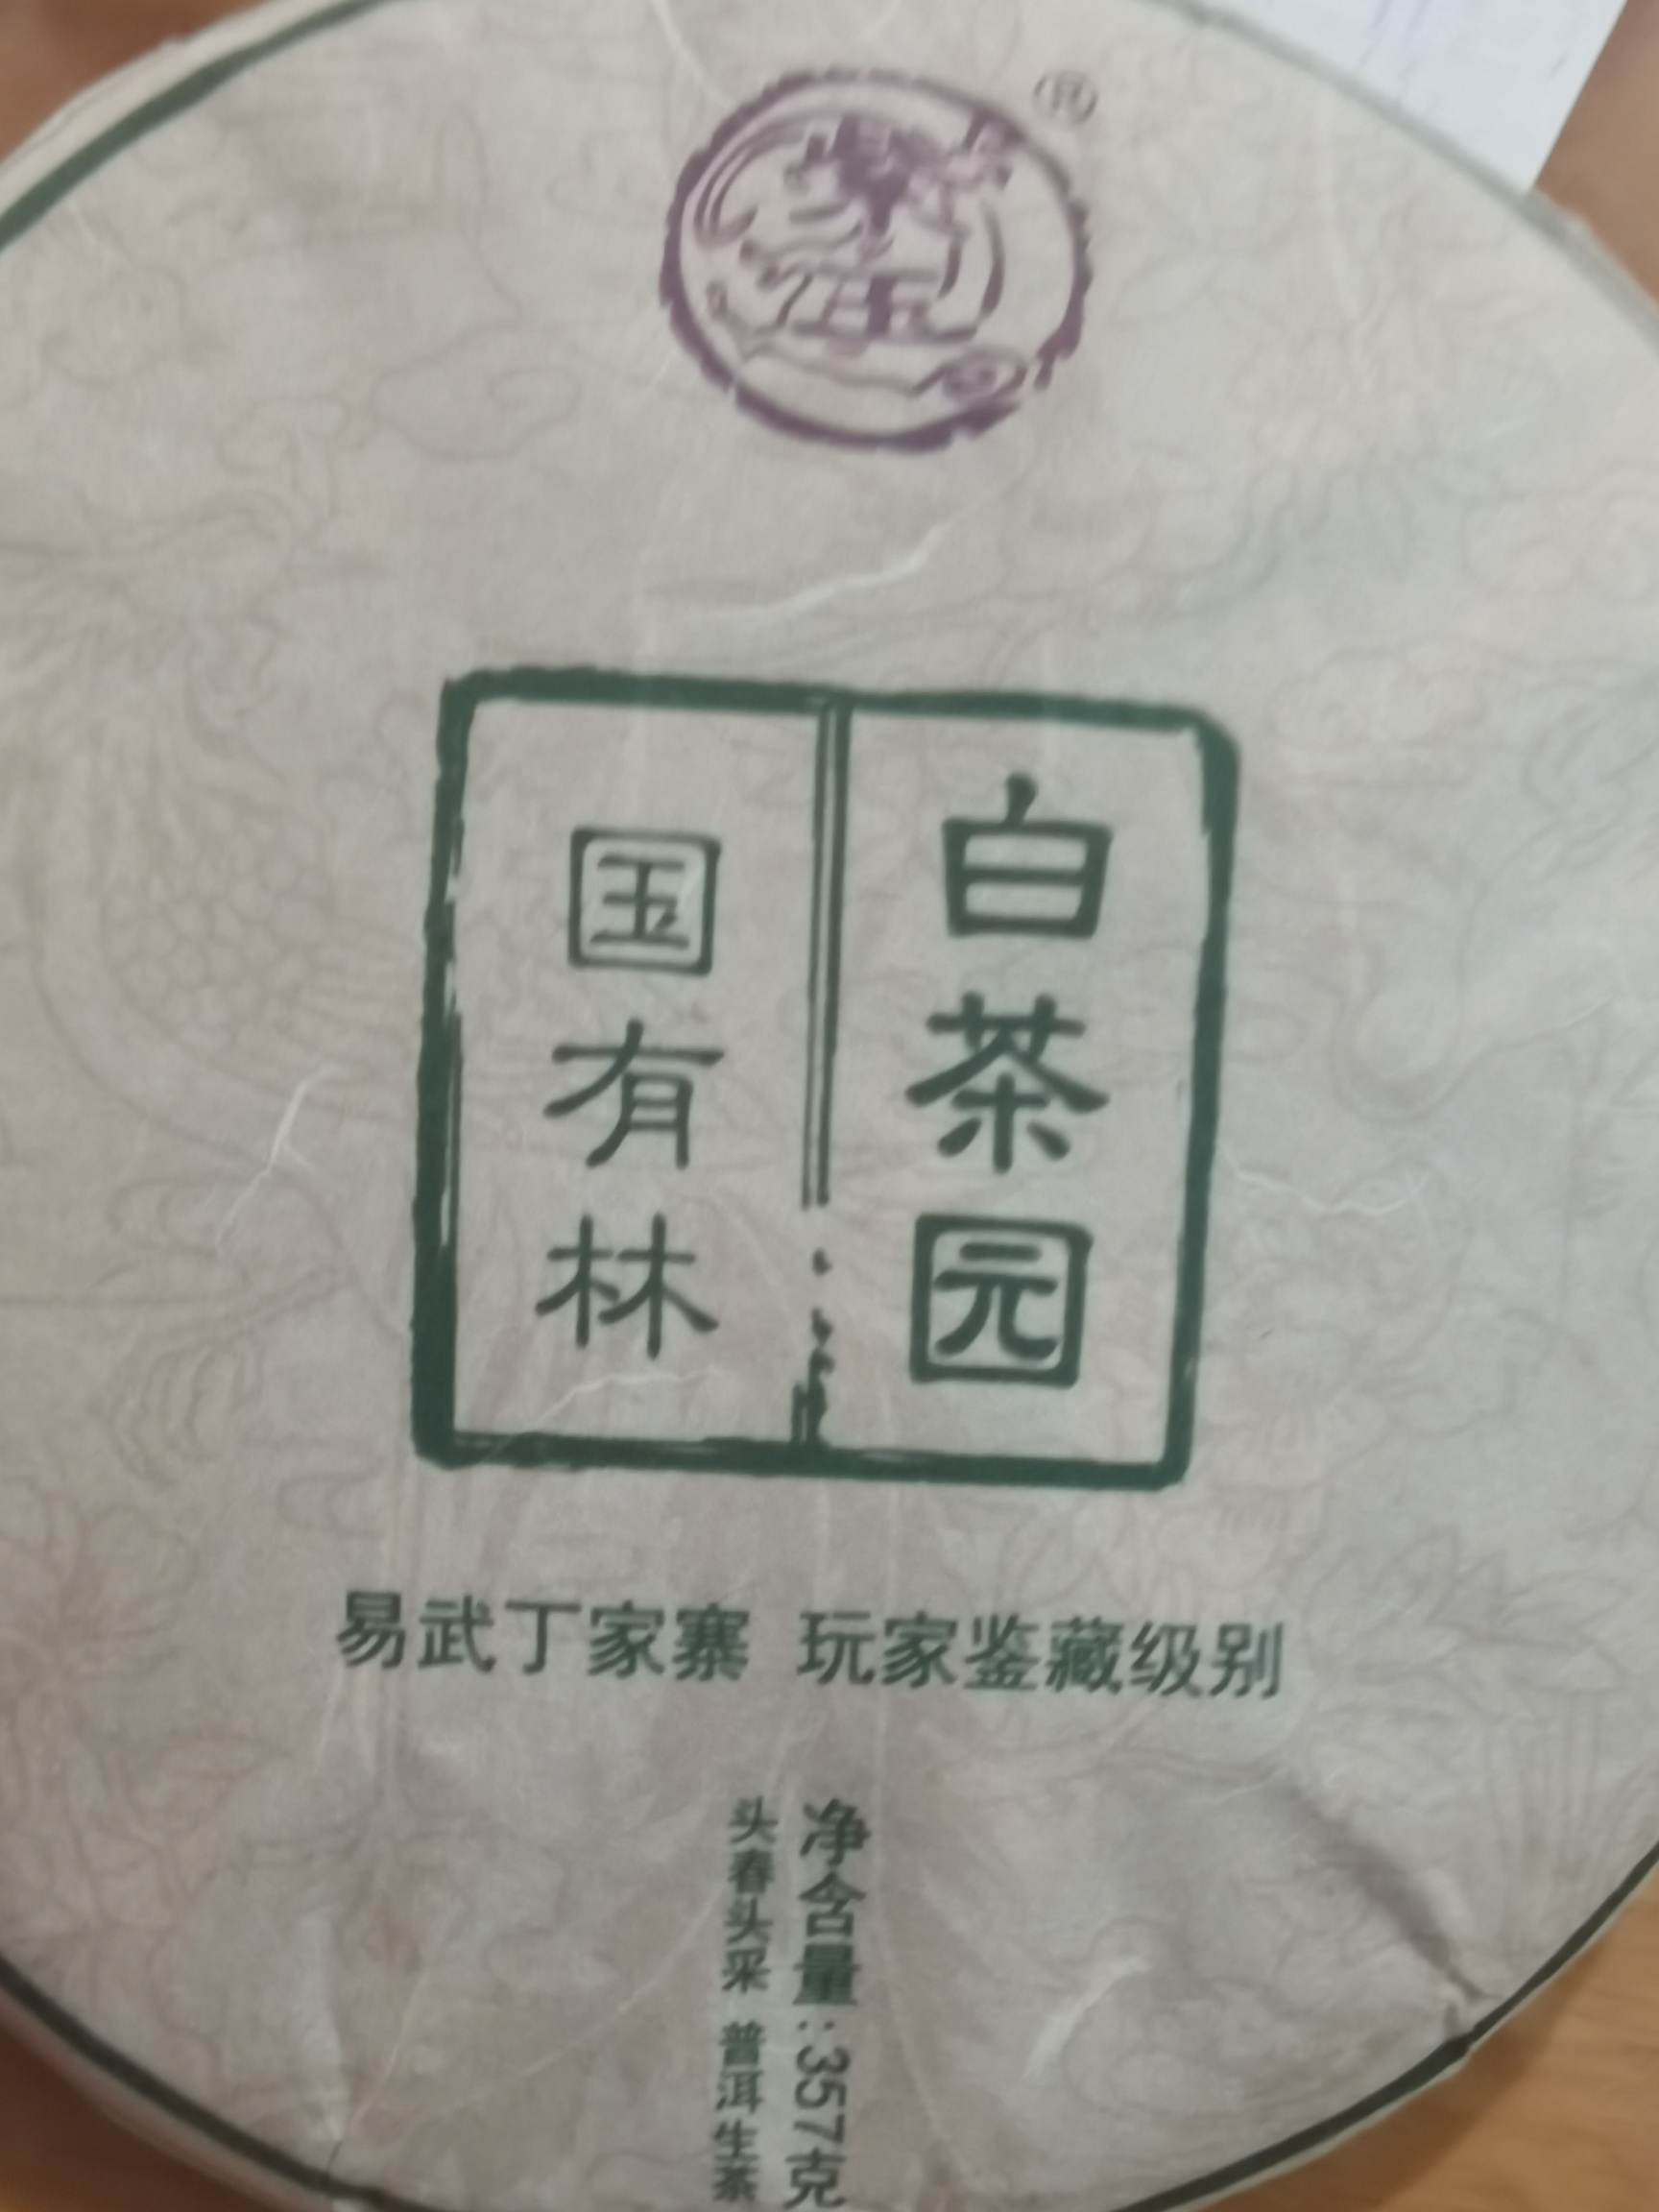 ®
白茶园
国有林
易武丁家寨 玩家鉴藏级别
净含量:357克
头春头采 普洱生茶